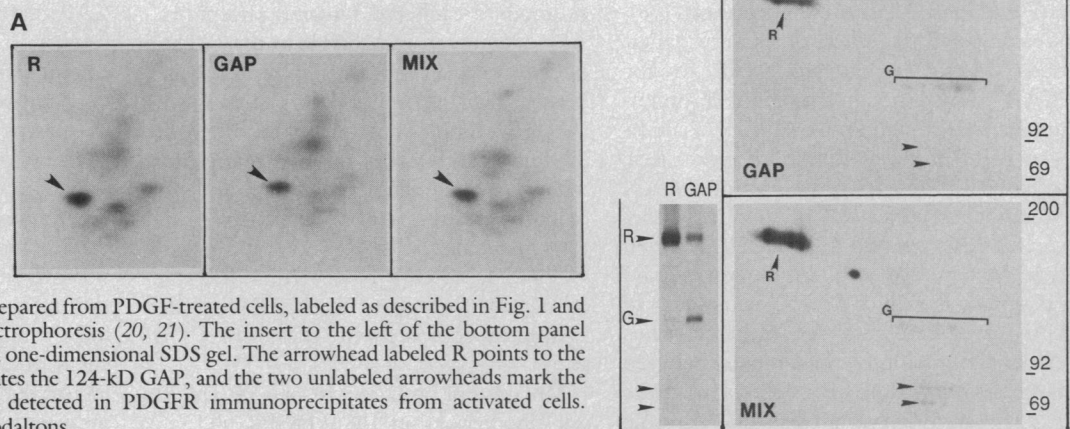 A
R
GAP
MIX
epared from PDGF-treated cells, labeled as described in Fig. 1 and
ctrophoresis (20, 21). The insert to the left of the bottom panel
one-dimensional SDS gel. The arrowhead labeled R points to the
ates the 124-kD GAP, and the two unlabeled arrowheads mark the
detected in PDGFR immunoprecipitates from activated cells.
odaltons.
R GAP
R
G
R
G
92
69
GAP
200
R
G
92
69
MIX